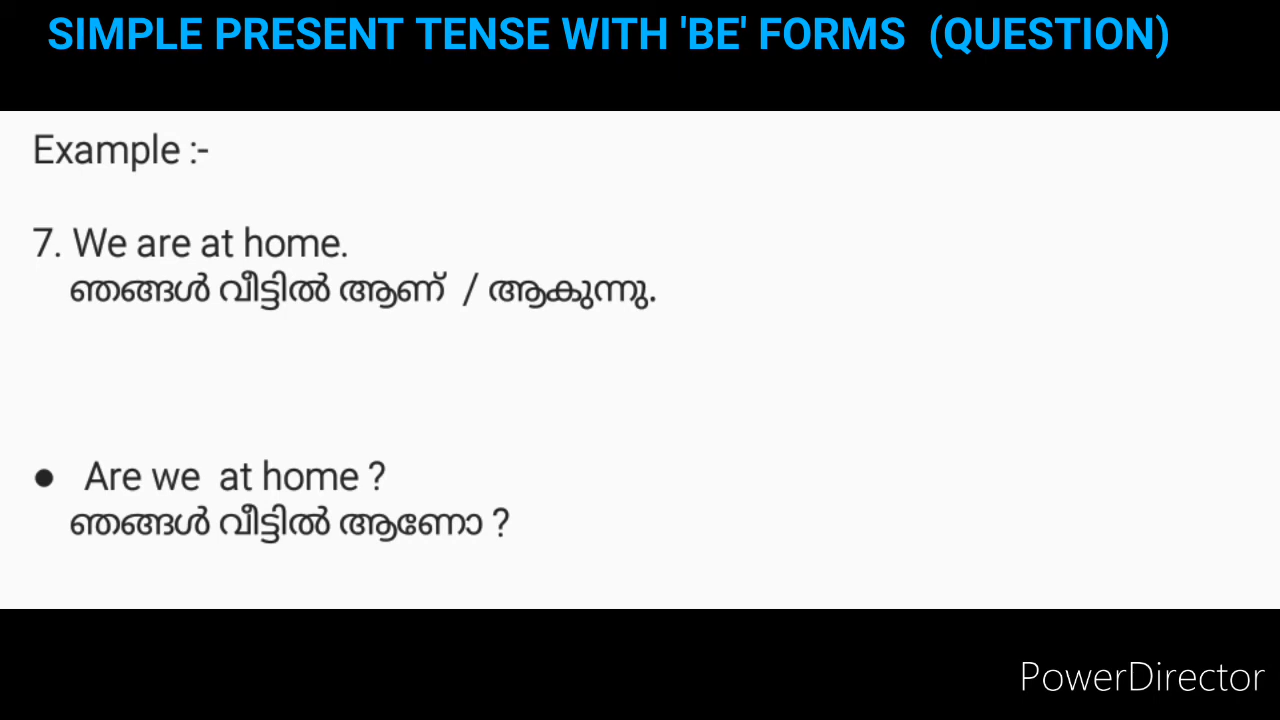 SIMPLE PRESENT TENSE WITH 'BE' FORMS (QUESTION)
Example :-
7. We are at home.
ഞങ്ങൾ വീട്ടിൽ ആണ് / ആകുന്നു.
● Are we at home ?
ഞങ്ങൾ വീട്ടിൽ ആണോ ?
PowerDirector